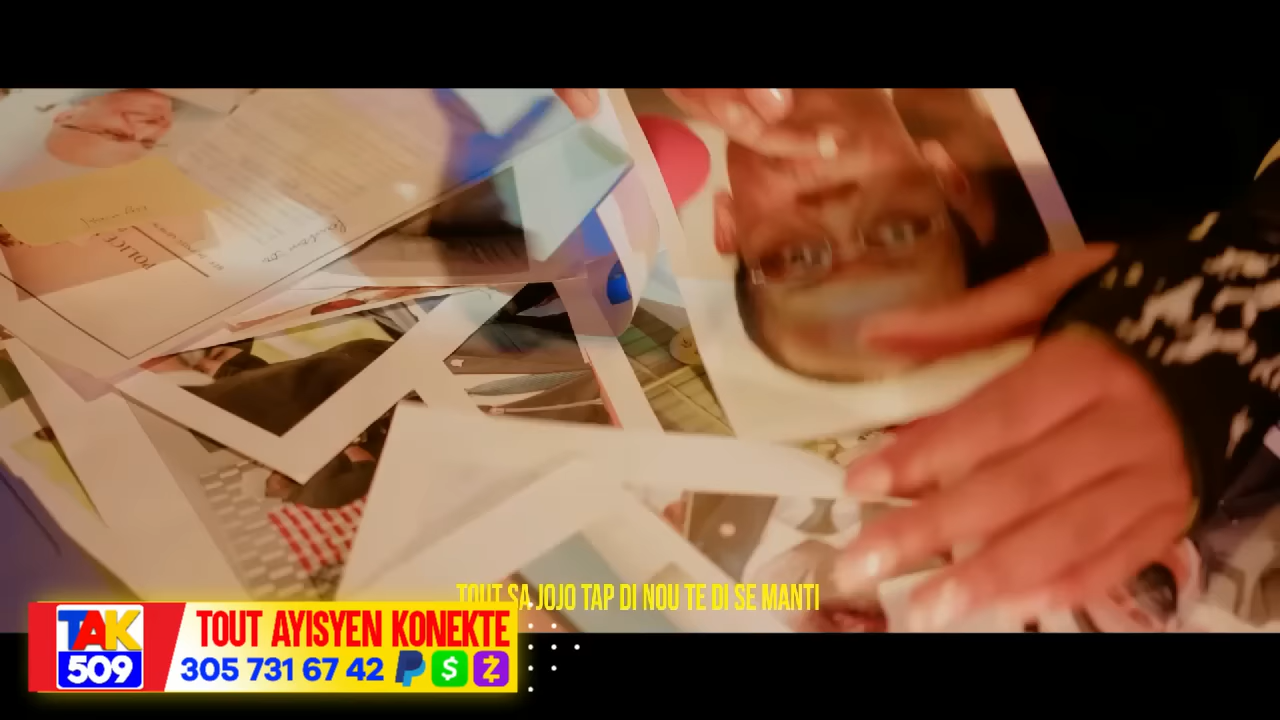 POLICE
TOUT SA JOJO TAP DI NOU TE DI SE MANTI
TAK
509
TOUT AYISYEN KONEKTE
305 731 67 42